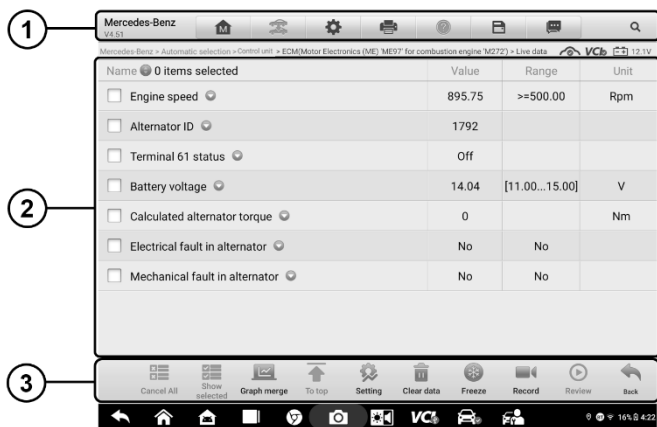 1
Mercedes-Benz
V4.51
M
?
Mercedes-Benz > Automatic selection > Control unit > ECM(Motor Electronics (ME) 'ME97' for combustion engine 'M272') > Live data VCI 12.1V
2
Name 0 items selected Value Range Unit
Engine speed 895.75 >=500.00 Rpm
Alternator ID 1792
Terminal 61 status Off
Battery voltage 14.04 [11.00...15.00] V
Calculated alternator torque 0 Nm
Electrical fault in alternator No No
Mechanical fault in alternator No No
3
Cancel All Show selected Graph merge To top Setting Clear data Freeze Record Review Back
VCI 16% 4:22